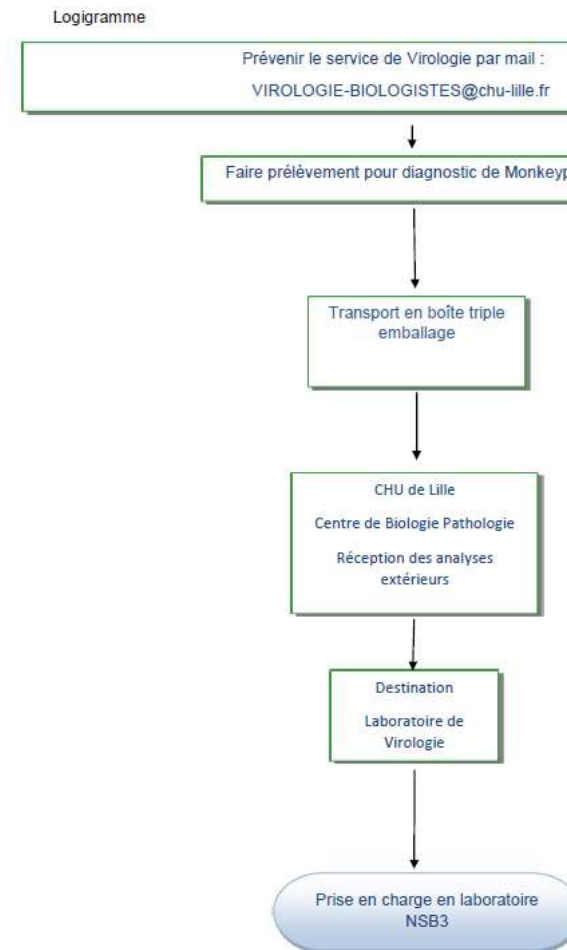 Logigramme
Prévenir le service de Virologie par mail :
VIROLOGIE-BIOLOGISTES@chu-lille.fr
Faire prélèvement pour diagnostic de Monkeyp
Transport en boîte triple
emballage
CHU de Lille
Centre de Biologie Pathologie
Réception des analyses
extérieurs
Destination
Laboratoire de
Virologie
Prise en charge en laboratoire
NSB3